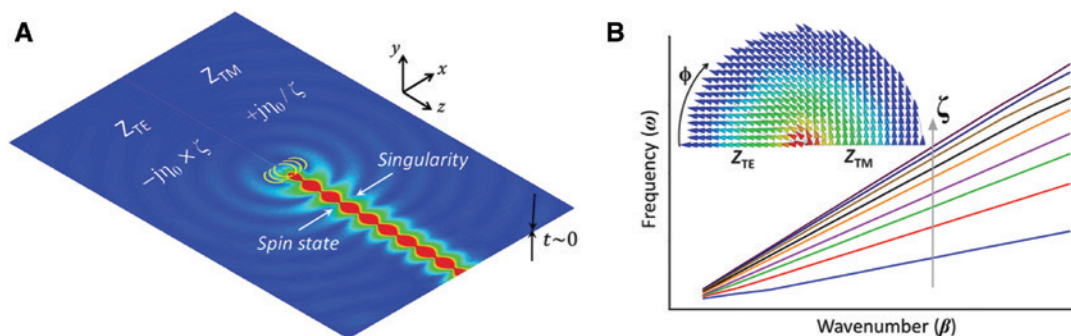 A
Z_TM
+jη₀/ζ
Z_TE
−jη₀×ζ
y
x
z
Singularity
Spin state
t~0
B
Frequency (ω)
ϕ
Z_TE
Z_TM
ζ
Wavenumber (β)